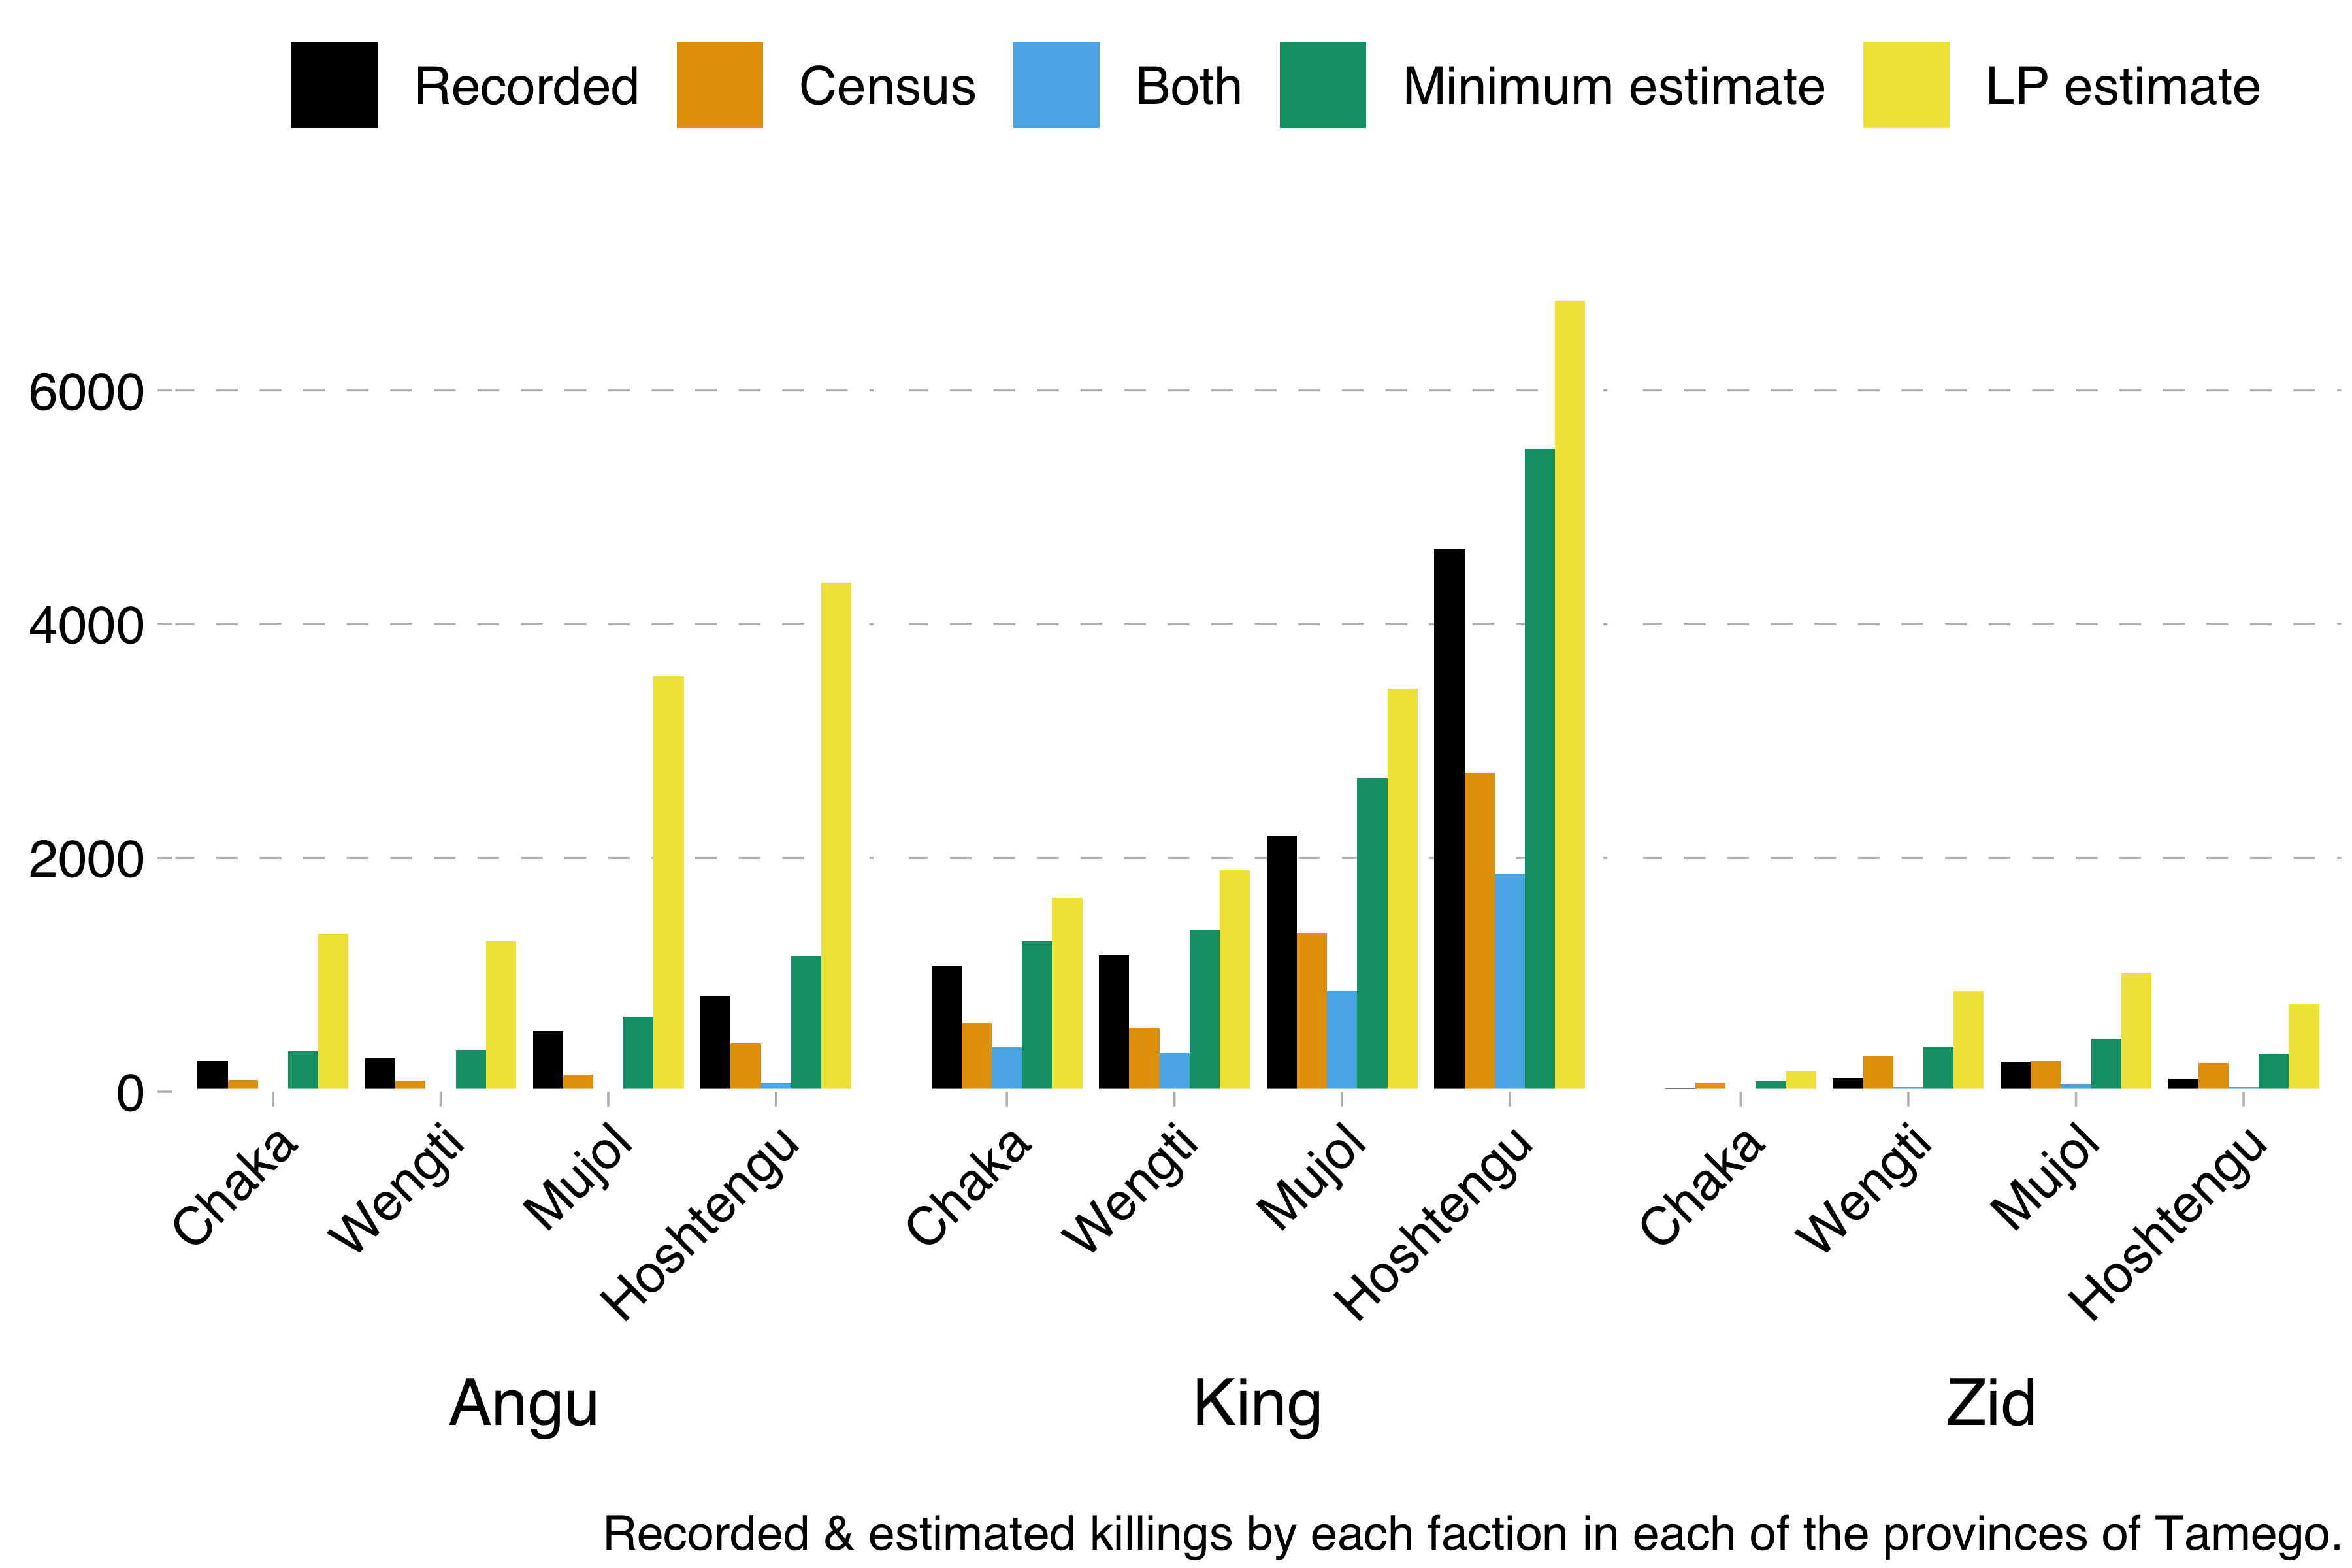 Recorded Census Both Minimum estimate LP estimate
6000
4000
2000
0
Chaka Wengti Mujol Hoshtengu Chaka Wengti Mujol Hoshtengu Chaka Wengti Mujol Hoshtengu
Angu King Zid
Recorded & estimated killings by each faction in each of the provinces of Tamego.